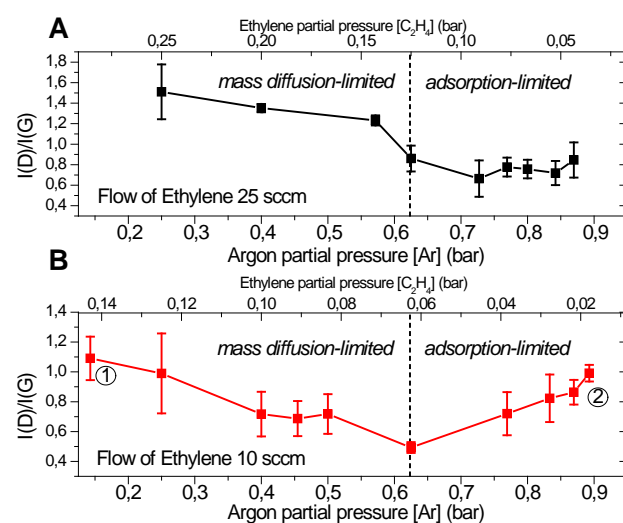 A
Ethylene partial pressure [C₂H₄] (bar)
0,25 0,20 0,15 0,10 0,05
mass diffusion-limited adsorption-limited
I(D)/I(G)
1,8
1,6
1,4
1,2
1,0
0,8
0,6
0,4
Flow of Ethylene 25 sccm
0,2 0,3 0,4 0,5 0,6 0,7 0,8 0,9
Argon partial pressure [Ar] (bar)
B
Ethylene partial pressure [C₂H₄] (bar)
0,14 0,12 0,10 0,08 0,06 0,04 0,02
mass diffusion-limited adsorption-limited
I(D)/I(G)
1,4
1,2
1,0
0,8
0,6
0,4
① ②
Flow of Ethylene 10 sccm
0,2 0,3 0,4 0,5 0,6 0,7 0,8 0,9
Argon partial pressure [Ar] (bar)